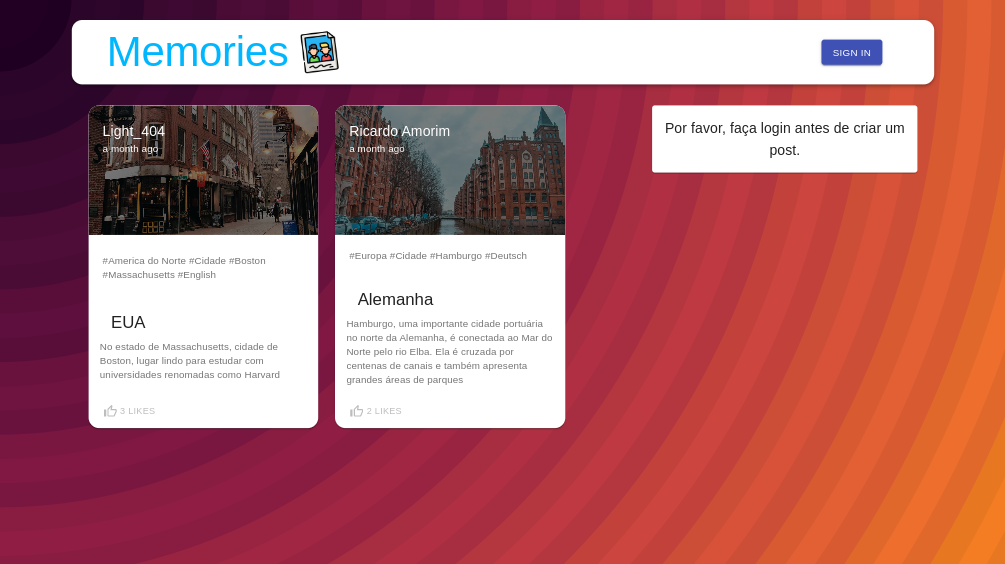 Memories
SIGN IN
Light_404
a month ago
#America do Norte #Cidade #Boston
#Massachusetts #English
EUA
No estado de Massachusetts, cidade de
Boston, lugar lindo para estudar com
universidades renomadas como Harvard
3 LIKES
Ricardo Amorim
a month ago
#Europa #Cidade #Hamburgo #Deutsch
Alemanha
Hamburgo, uma importante cidade portuária
no norte da Alemanha, é conectada ao Mar do
Norte pelo rio Elba. Ela é cruzada por
centenas de canais e também apresenta
grandes áreas de parques
2 LIKES
Por favor, faça login antes de criar um
post.